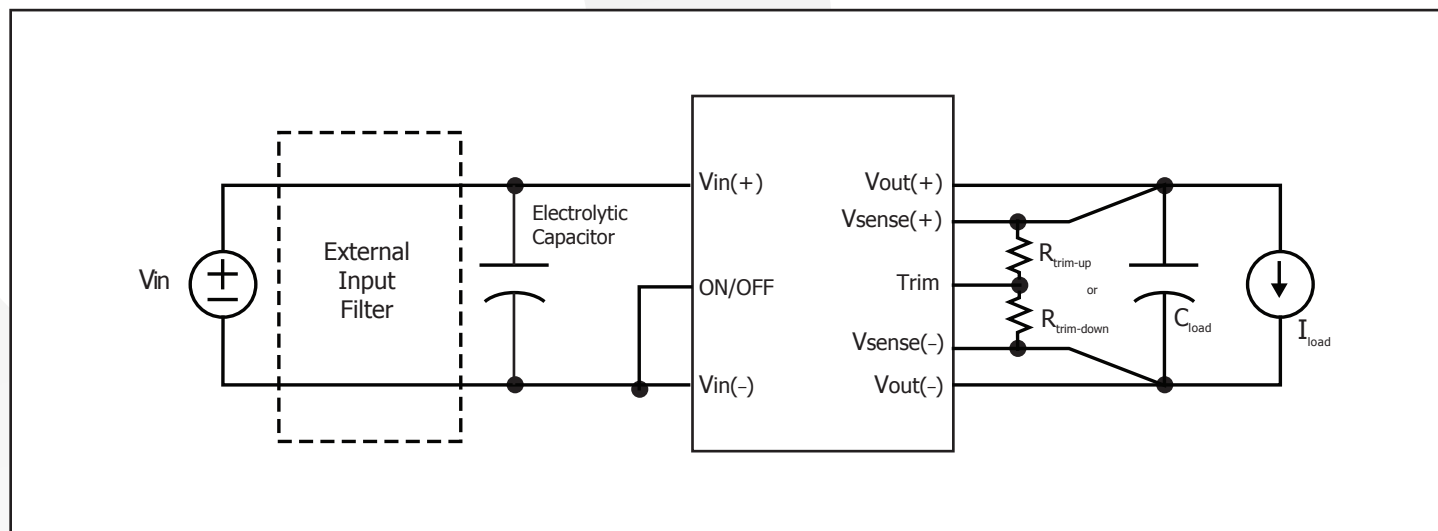 Vin
External
Input
Filter
Electrolytic
Capacitor
Vin(+)
ON/OFF
Vin(−)
Vout(+)
Vsense(+)
Trim
Vsense(−)
Vout(−)
Rtrim-up
or
Rtrim-down
Cload
Iload